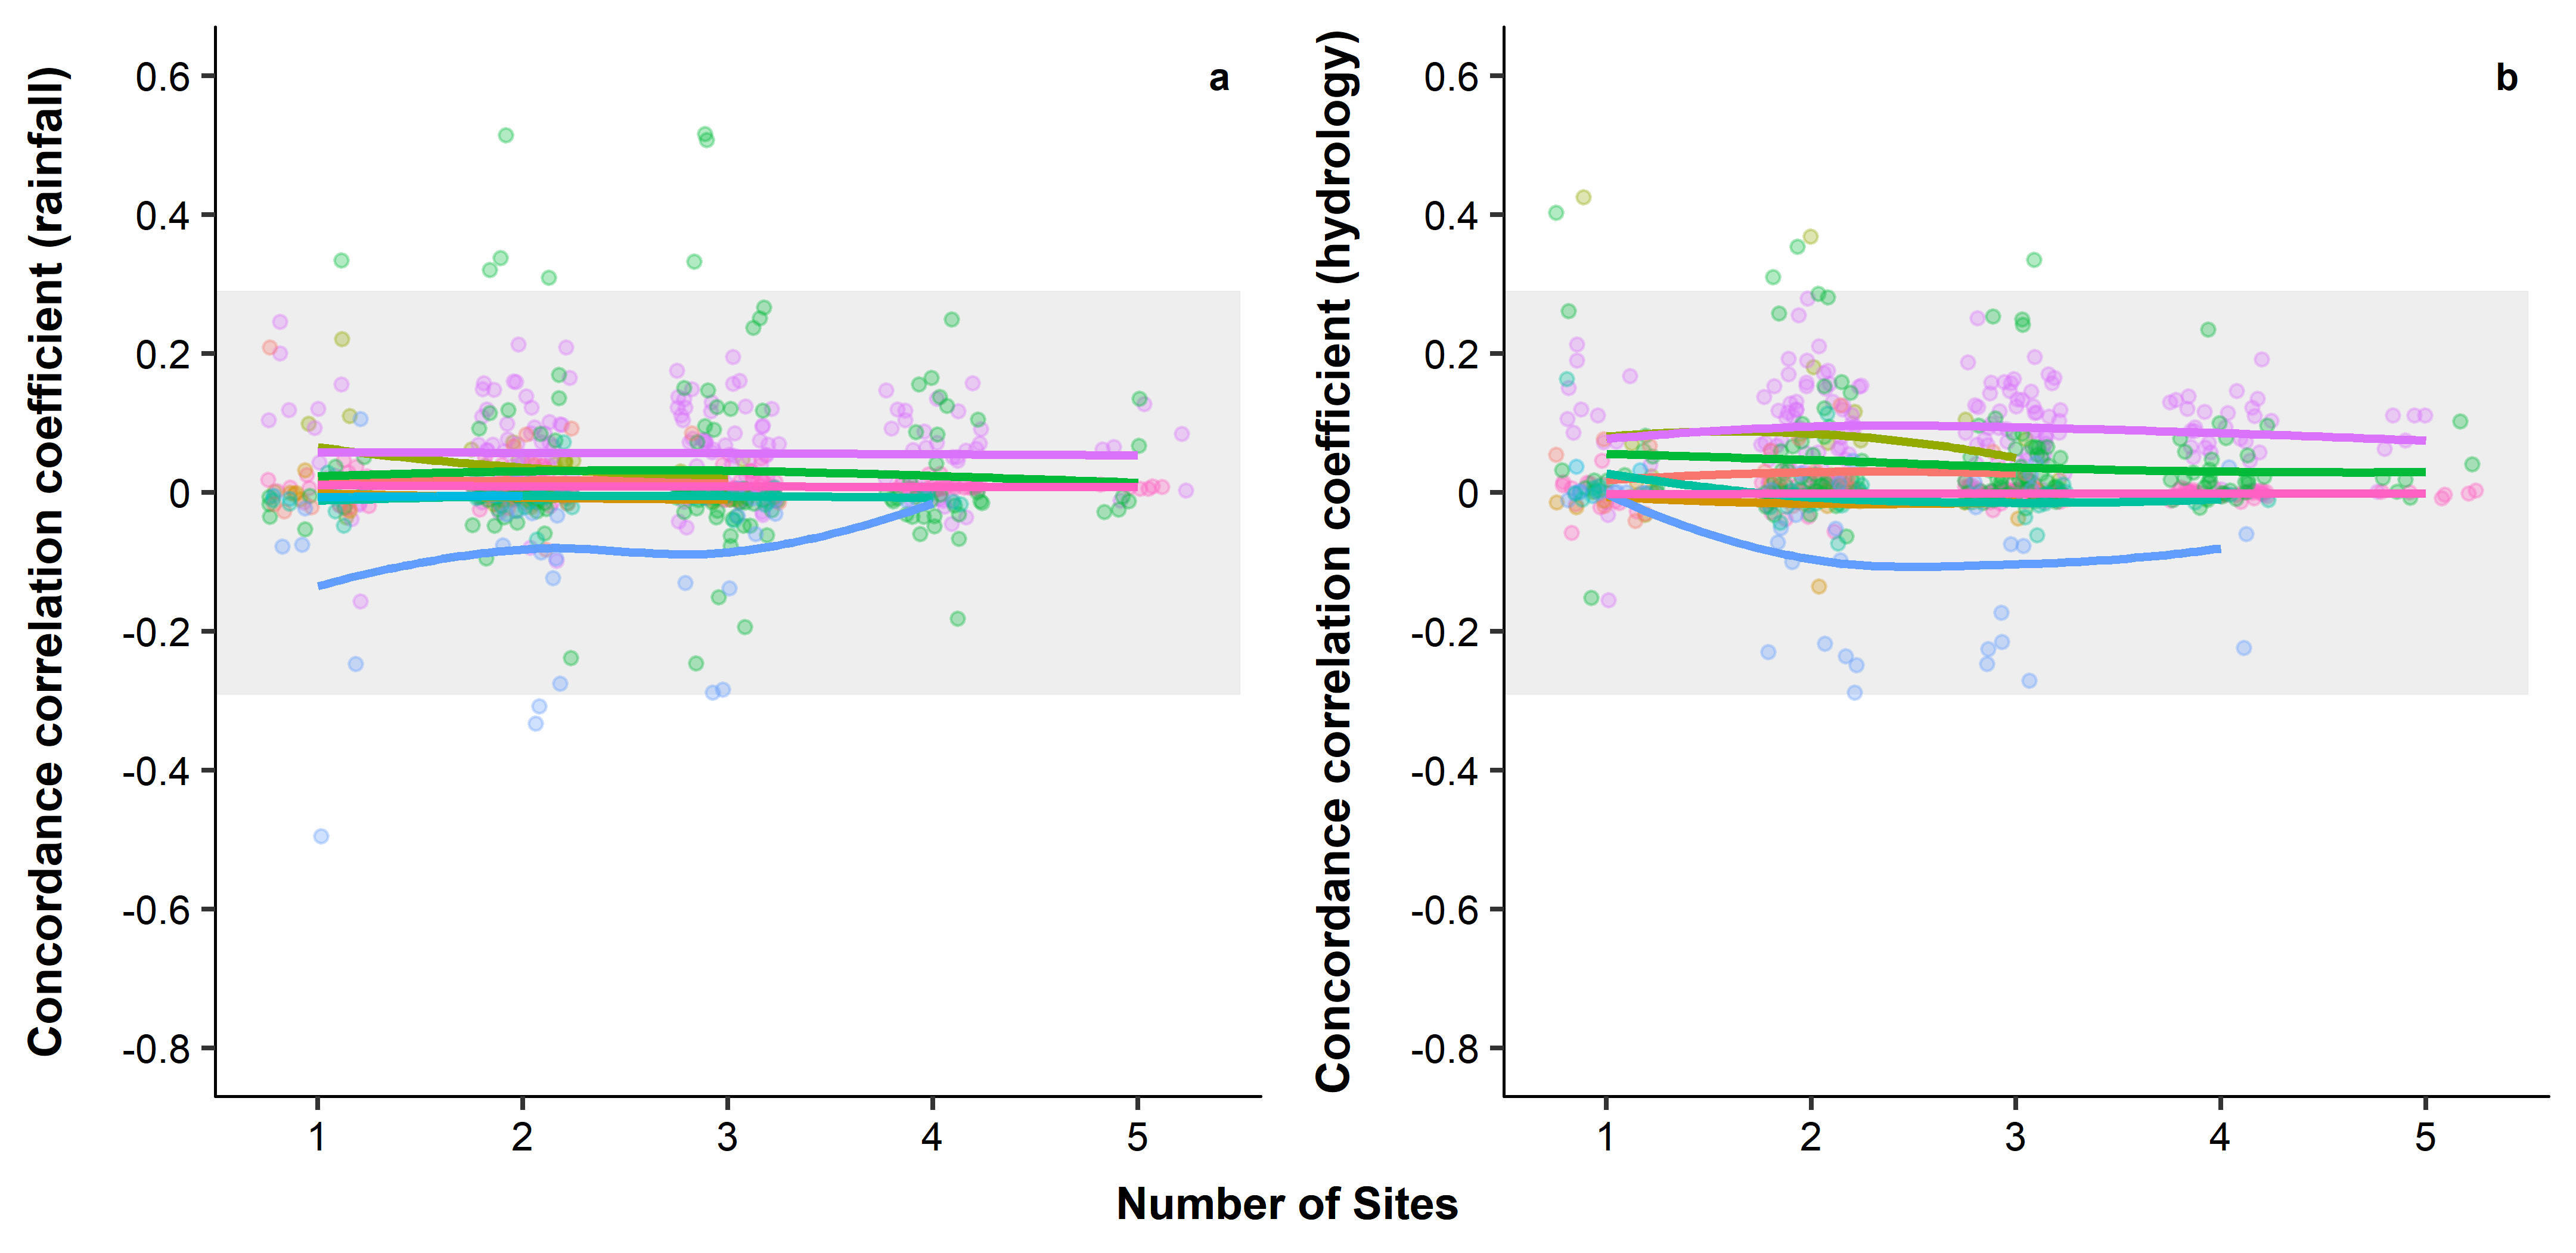 Concordance correlation coefficient (rainfall)
0.6
0.4
0.2
0
-0.2
-0.4
-0.6
-0.8
a
1 2 3 4 5
Concordance correlation coefficient (hydrology)
0.6
0.4
0.2
0
-0.2
-0.4
-0.6
-0.8
b
1 2 3 4 5
Number of Sites